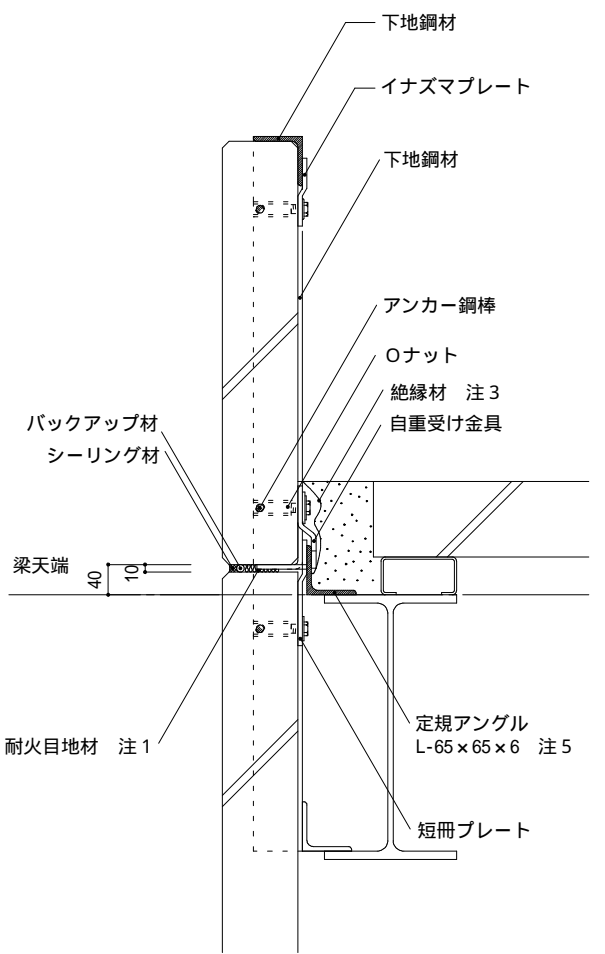 下地鋼材
イナズマプレート
下地鋼材
アンカー鋼棒
Oナット
絶縁材 注3
自重受け金具
バックアップ材
シーリング材
梁天端
40
10
定規アングル
L-65×65×6 注5
耐火目地材 注1
短冊プレート